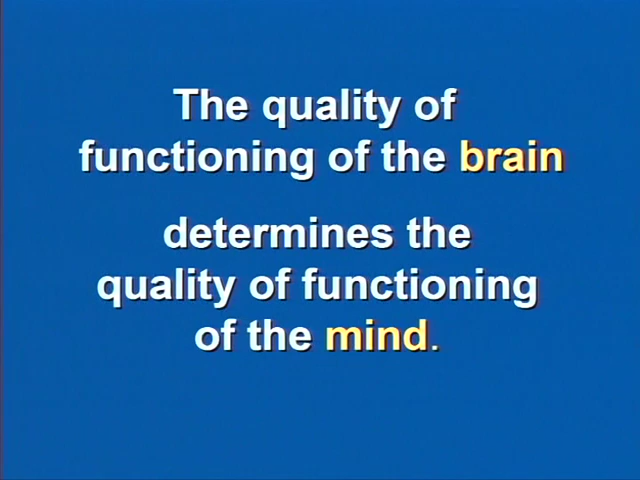 The quality of
functioning of the brain
determines the
quality of functioning
of the mind.